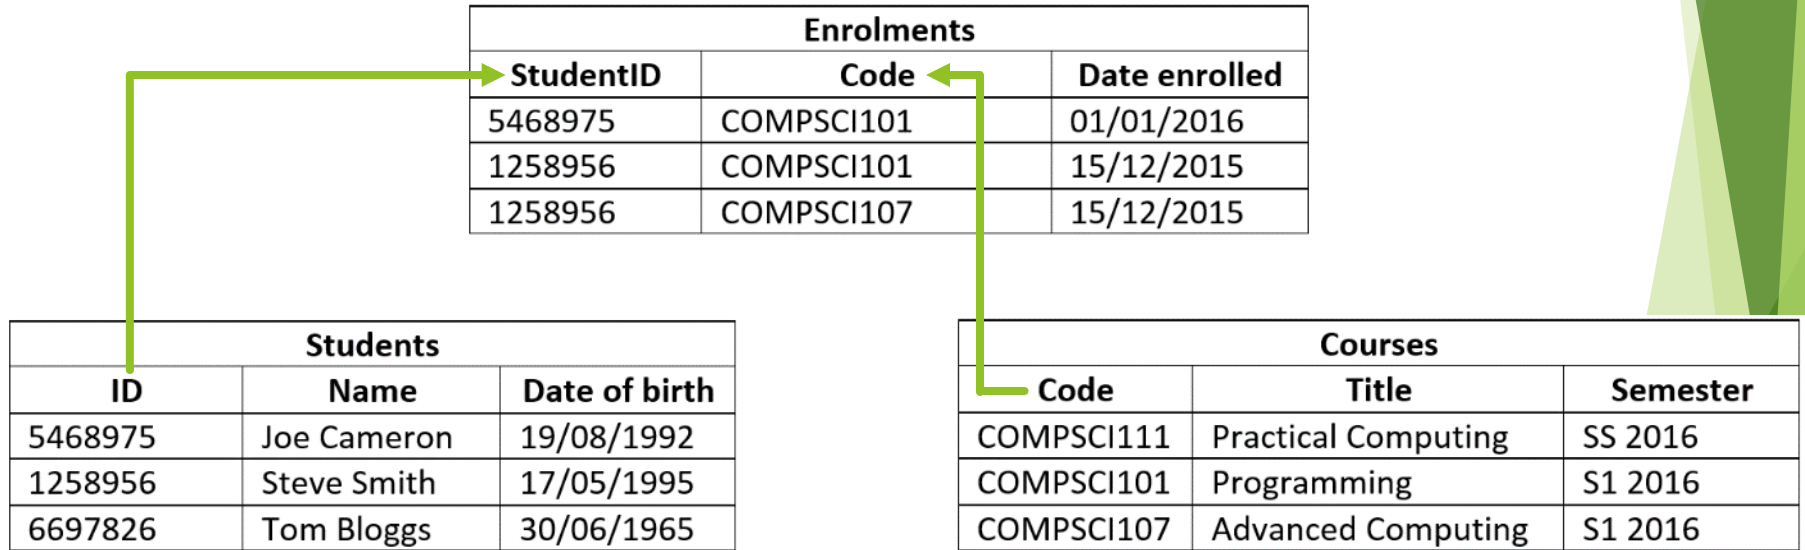 Enrolments
StudentID Code Date enrolled
5468975 COMPSCI101 01/01/2016
1258956 COMPSCI101 15/12/2015
1258956 COMPSCI107 15/12/2015
Students
ID Name Date of birth
5468975 Joe Cameron 19/08/1992
1258956 Steve Smith 17/05/1995
6697826 Tom Bloggs 30/06/1965
Courses
Code Title Semester
COMPSCI111 Practical Computing SS 2016
COMPSCI101 Programming S1 2016
COMPSCI107 Advanced Computing S1 2016